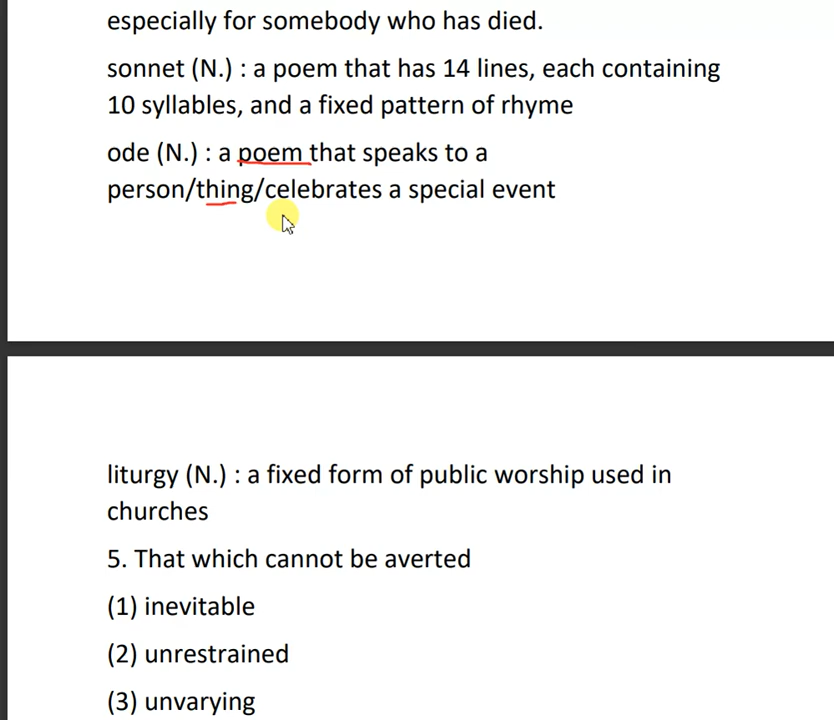 especially for somebody who has died.
sonnet (N.) : a poem that has 14 lines, each containing
10 syllables, and a fixed pattern of rhyme
ode (N.) : a poem that speaks to a
person/thing/celebrates a special event
liturgy (N.) : a fixed form of public worship used in
churches
5. That which cannot be averted
(1) inevitable
(2) unrestrained
(3) unvarying